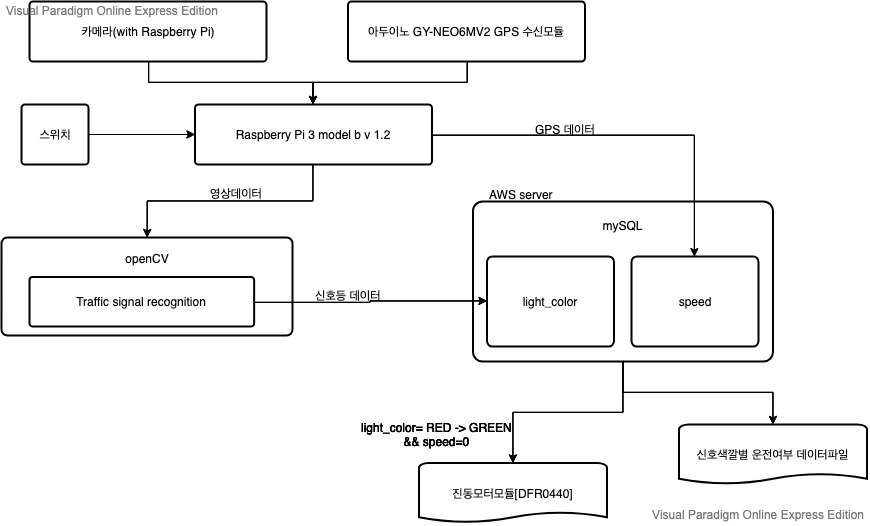 Visual Paradigm Online Express Edition
카메라(with Raspberry Pi)
아두이노 GY-NEO6MV2 GPS 수신모듈
스위치
Raspberry Pi 3 model b v 1.2
GPS 데이터
영상데이터
AWS server
mySQL
openCV
Traffic signal recognition
신호등 데이터
light_color
speed
light_color= RED -> GREEN
&& speed=0
신호색깔별 운전여부 데이터파일
진동모터모듈[DFR0440]
Visual Paradigm Online Express Edition